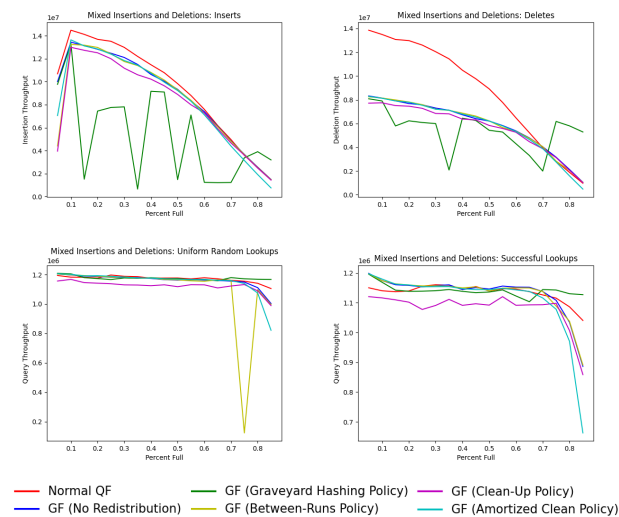 Mixed Insertions and Deletions: Inserts
1e7
1.4
1.2
1.0
0.8
0.6
0.4
0.2
0.0
Insertion Throughput
0.1 0.2 0.3 0.4 0.5 0.6 0.7 0.8
Percent Full
Mixed Insertions and Deletions: Deletes
1e7
1.4
1.2
1.0
0.8
0.6
0.4
0.2
0.0
Deletion Throughput
0.1 0.2 0.3 0.4 0.5 0.6 0.7 0.8
Percent Full
Mixed Insertions and Deletions: Uniform Random Lookups
1e6
1.2
1.0
0.8
0.6
0.4
0.2
Query Throughput
0.1 0.2 0.3 0.4 0.5 0.6 0.7 0.8
Percent Full
Mixed Insertions and Deletions: Successful Lookups
1e6
1.2
1.1
1.0
0.9
0.8
0.7
Query Throughput
0.1 0.2 0.3 0.4 0.5 0.6 0.7 0.8
Percent Full
Normal QF
GF (No Redistribution)
GF (Graveyard Hashing Policy)
GF (Between-Runs Policy)
GF (Clean-Up Policy)
GF (Amortized Clean Policy)